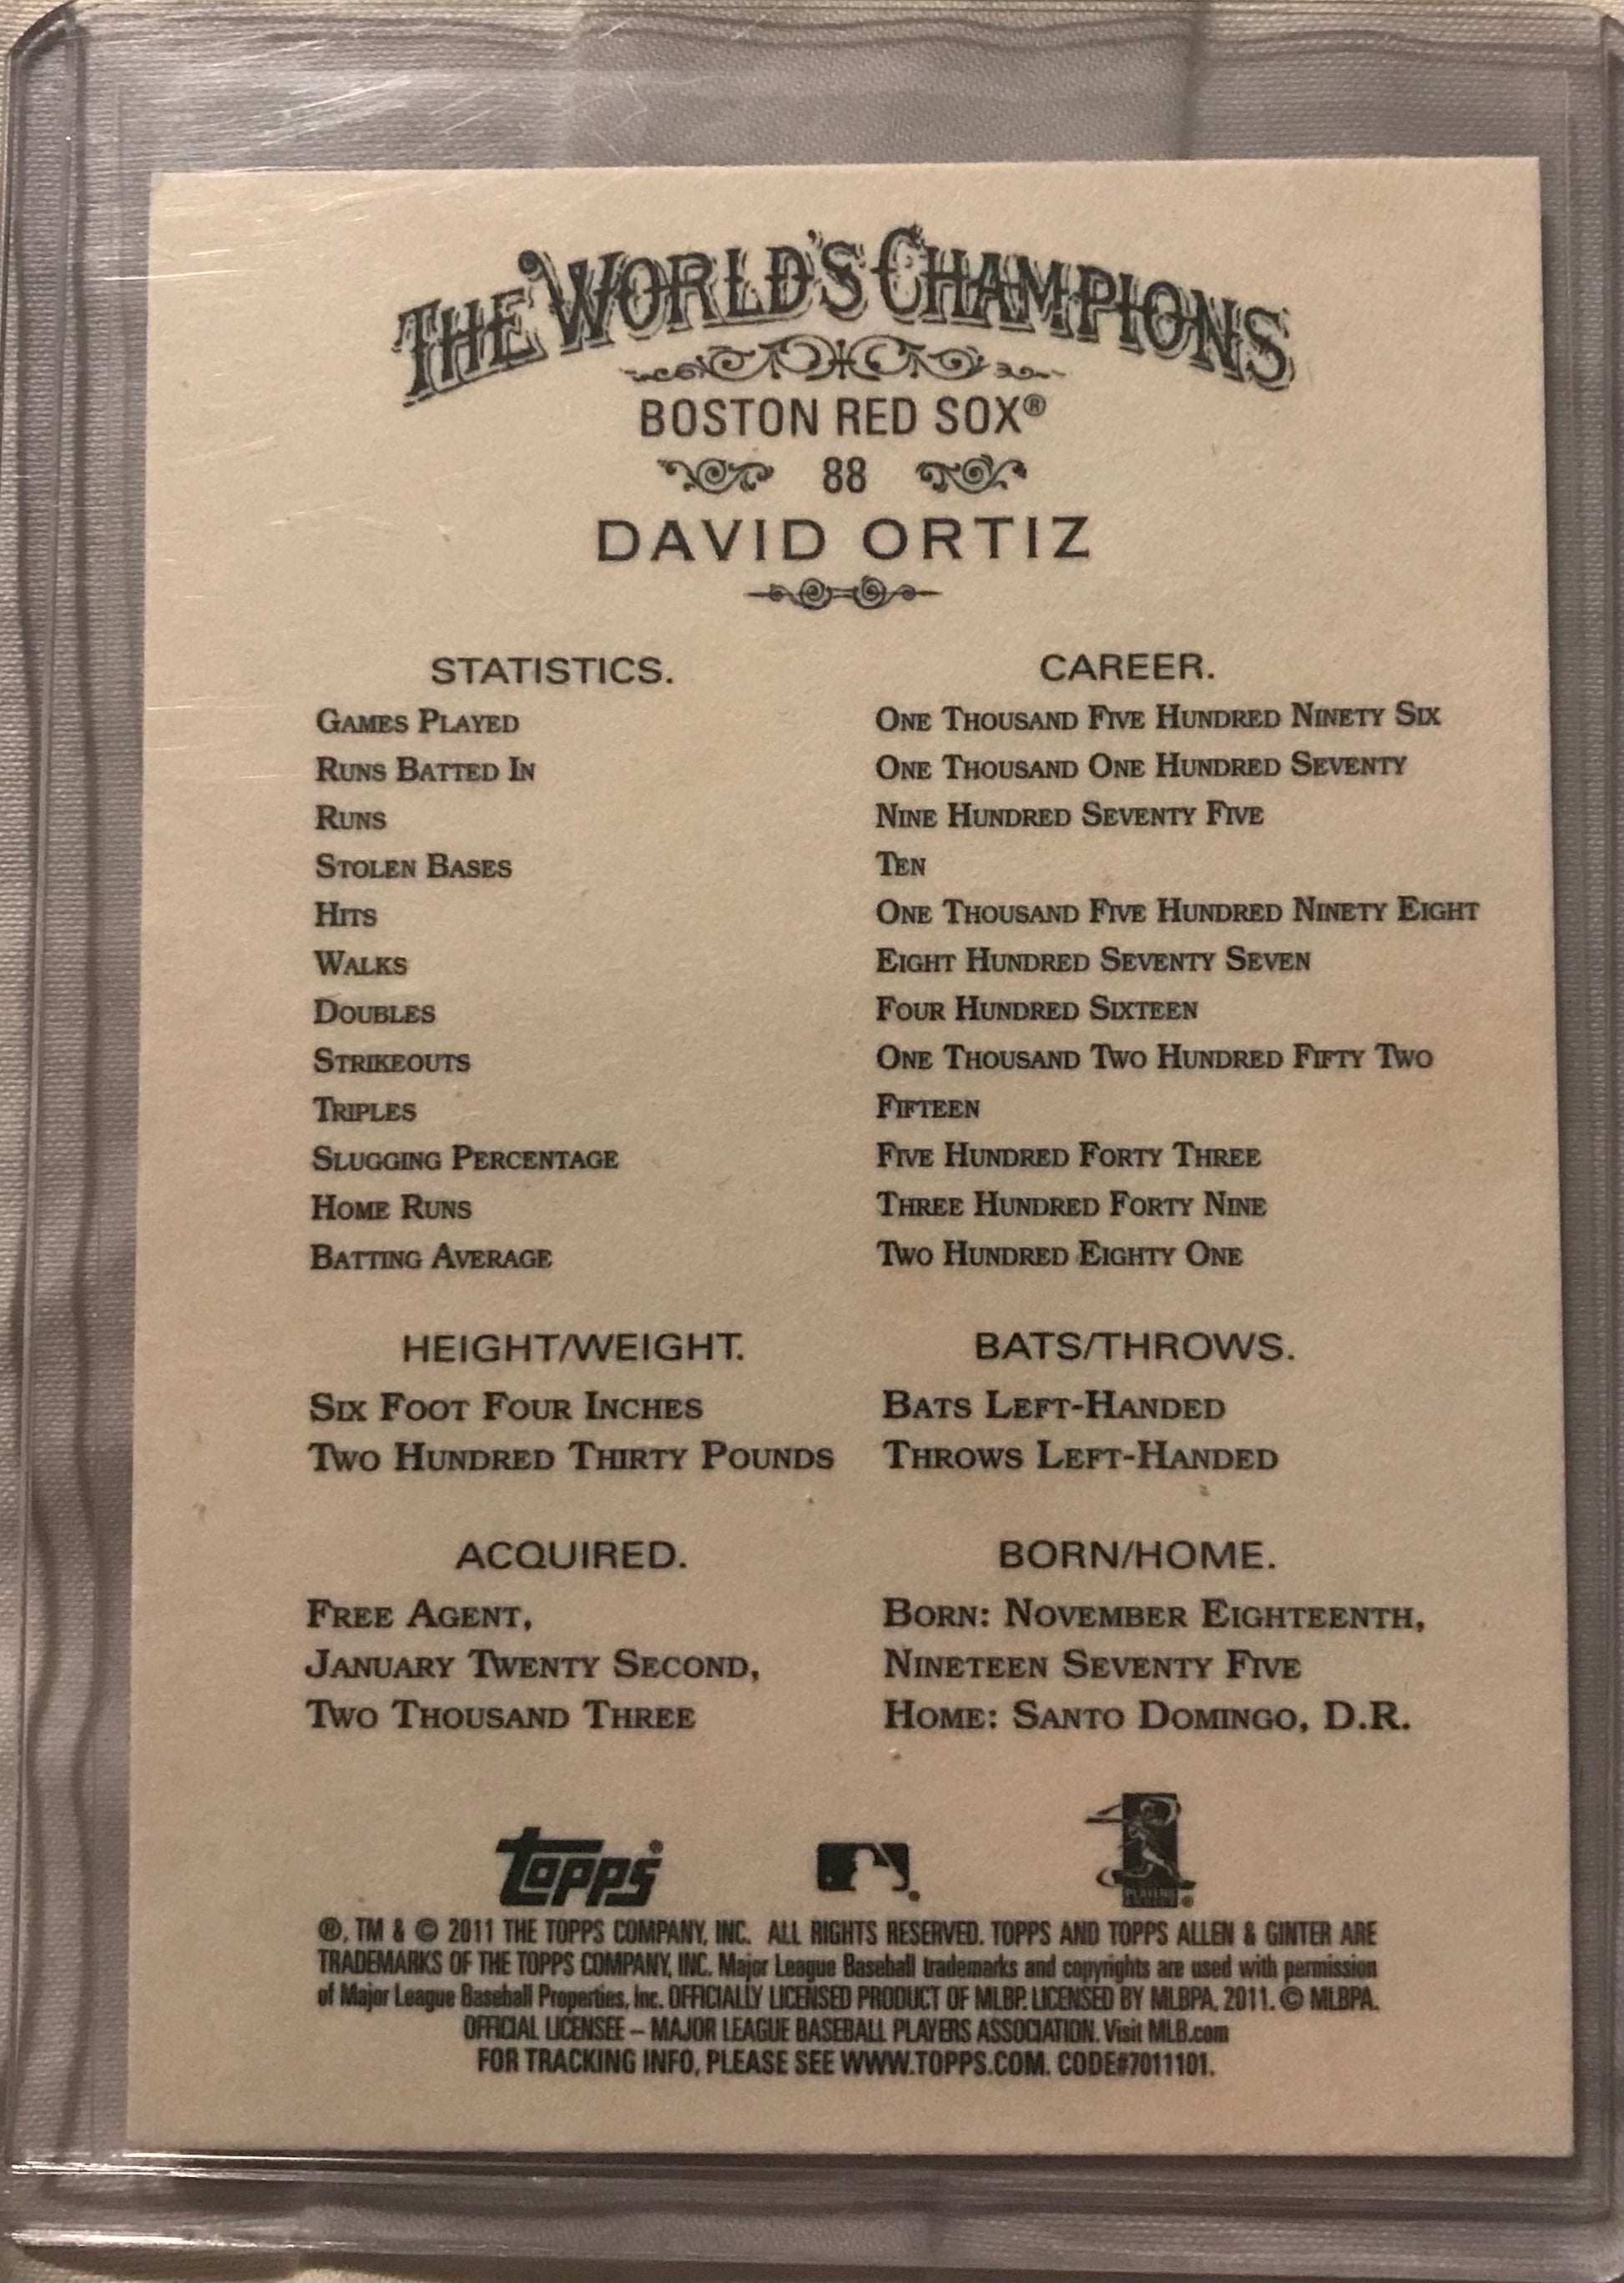 THE WORLD'S CHAMPIONS
BOSTON RED SOX®
88
DAVID ORTIZ
STATISTICS. CAREER.
GAMES PLAYED ONE THOUSAND FIVE HUNDRED NINETY SIX
RUNS BATTED IN ONE THOUSAND ONE HUNDRED SEVENTY
RUNS NINE HUNDRED SEVENTY FIVE
STOLEN BASES TEN
HITS ONE THOUSAND FIVE HUNDRED NINETY EIGHT
WALKS EIGHT HUNDRED SEVENTY SEVEN
DOUBLES FOUR HUNDRED SIXTEEN
STRIKEOUTS ONE THOUSAND TWO HUNDRED FIFTY TWO
TRIPLES FIFTEEN
SLUGGING PERCENTAGE FIVE HUNDRED FORTY THREE
HOME RUNS THREE HUNDRED FORTY NINE
BATTING AVERAGE TWO HUNDRED EIGHTY ONE
HEIGHT/WEIGHT.
SIX FOOT FOUR INCHES
TWO HUNDRED THIRTY POUNDS
BATS/THROWS.
BATS LEFT-HANDED
THROWS LEFT-HANDED
ACQUIRED.
FREE AGENT,
JANUARY TWENTY SECOND,
TWO THOUSAND THREE
BORN/HOME.
BORN: NOVEMBER EIGHTEENTH,
NINETEEN SEVENTY FIVE
HOME: SANTO DOMINGO, D.R.
topps®
PLAYERS
®, TM & © 2011 THE TOPPS COMPANY, INC. ALL RIGHTS RESERVED. TOPPS AND TOPPS ALLEN & GINTER ARE
TRADEMARKS OF THE TOPPS COMPANY, INC. Major League Baseball trademarks and copyrights are used with permission
of Major League Baseball Properties, Inc. OFFICIALLY LICENSED PRODUCT OF MLBP. LICENSED BY MLBPA, 2011. © MLBPA.
OFFICIAL LICENSEE – MAJOR LEAGUE BASEBALL PLAYERS ASSOCIATION. Visit MLB.com
FOR TRACKING INFO, PLEASE SEE WWW.TOPPS.COM. CODE#7011101.